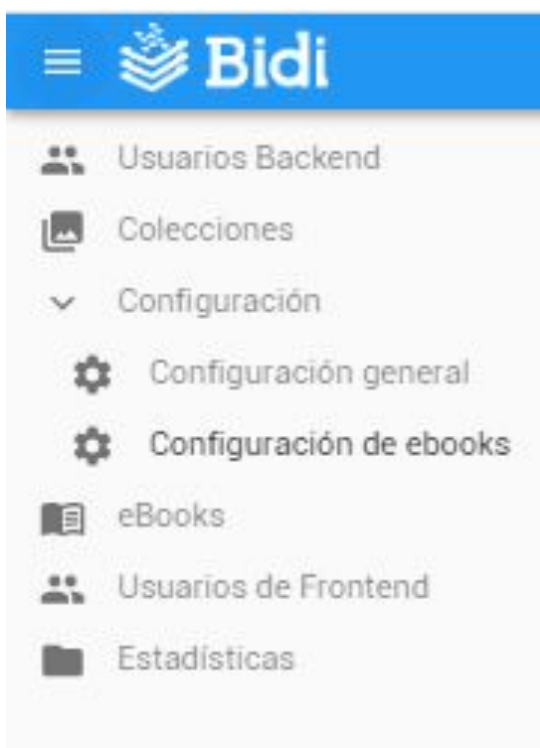 Bidi
Usuarios Backend
Colecciones
Configuración
Configuración general
Configuración de ebooks
eBooks
Usuarios de Frontend
Estadísticas